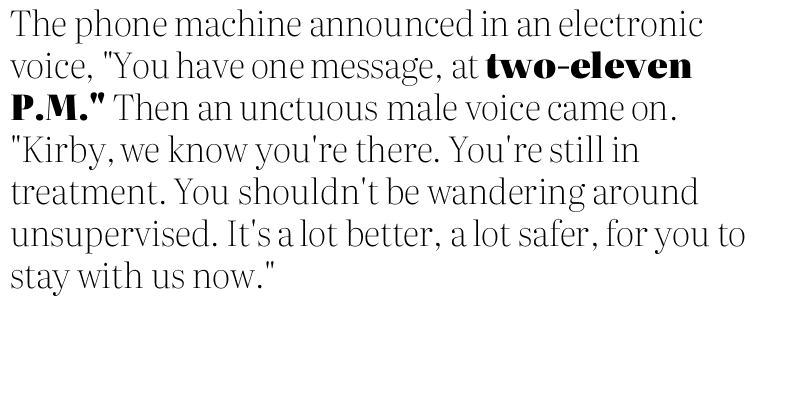 The phone machine announced in an electronic
voice, "You have one message, at two-eleven
P.M." Then an unctuous male voice came on.
"Kirby, we know you're there. You're still in
treatment. You shouldn't be wandering around
unsupervised. It's a lot better, a lot safer, for you to
stay with us now."